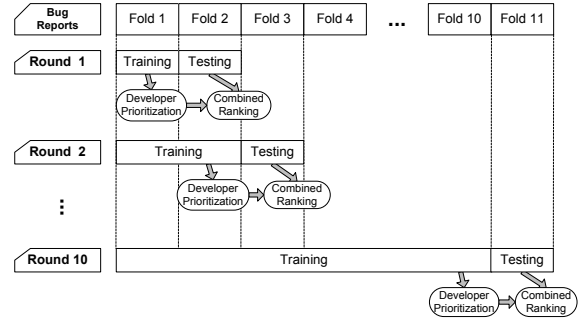 Bug
Reports
Fold 1 Fold 2 Fold 3 Fold 4 ... Fold 10 Fold 11
Round 1
Training Testing
Developer
Prioritization
Combined
Ranking
Round 2
Training Testing
Developer
Prioritization
Combined
Ranking
Round 10
Training Testing
Developer
Prioritization
Combined
Ranking